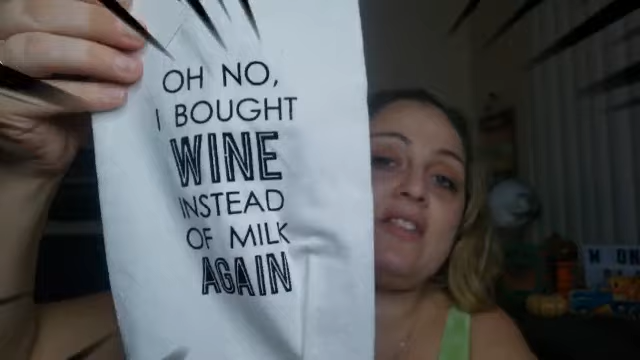 OH NO,
I BOUGHT
WINE
INSTEAD
OF MILK
AGAIN